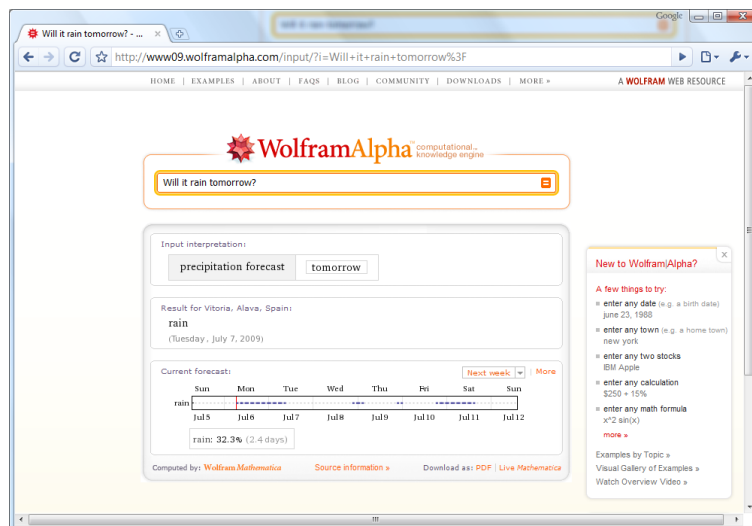 Google
Will it rain tomorrow? - ...
http://www09.wolframalpha.com/input/?i=Will+it+rain+tomorrow%3F
HOME | EXAMPLES | ABOUT | FAQS | BLOG | COMMUNITY | DOWNLOADS | MORE »
A WOLFRAM WEB RESOURCE
WolframAlpha™ computational... knowledge engine
Will it rain tomorrow?
Input interpretation:
precipitation forecast tomorrow
Result for Vitoria, Alava, Spain:
rain
(Tuesday, July 7, 2009)
Current forecast:
Next week | More
Sun Mon Tue Wed Thu Fri Sat Sun
rain
Jul 5 Jul 6 Jul 7 Jul 8 Jul 9 Jul 10 Jul 11 Jul 12
rain: 32.3% (2.4 days)
Computed by: Wolfram Mathematica
Source information »
Download as: PDF | Live Mathematica
New to Wolfram|Alpha?
A few things to try:
enter any date (e.g. a birth date)
june 23, 1988
enter any town (e.g. a home town)
new york
enter any two stocks
IBM Apple
enter any calculation
$250 + 15%
enter any math formula
x^2 sin(x)
more »
Examples by Topic »
Visual Gallery of Examples »
Watch Overview Video »